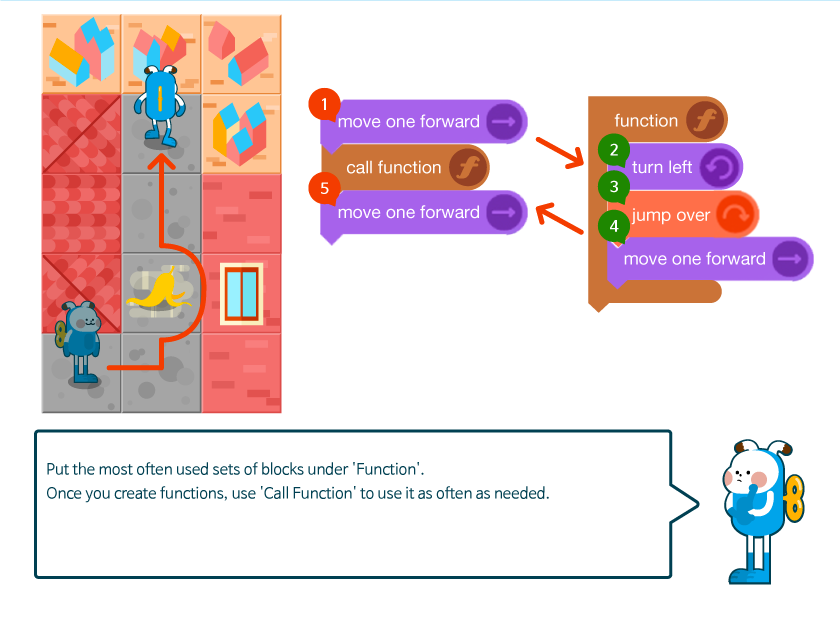 1
move one forward
call function
5
move one forward
function
2
turn left
3
jump over
4
move one forward
Put the most often used sets of blocks under 'Function'.
Once you create functions, use 'Call Function' to use it as often as needed.